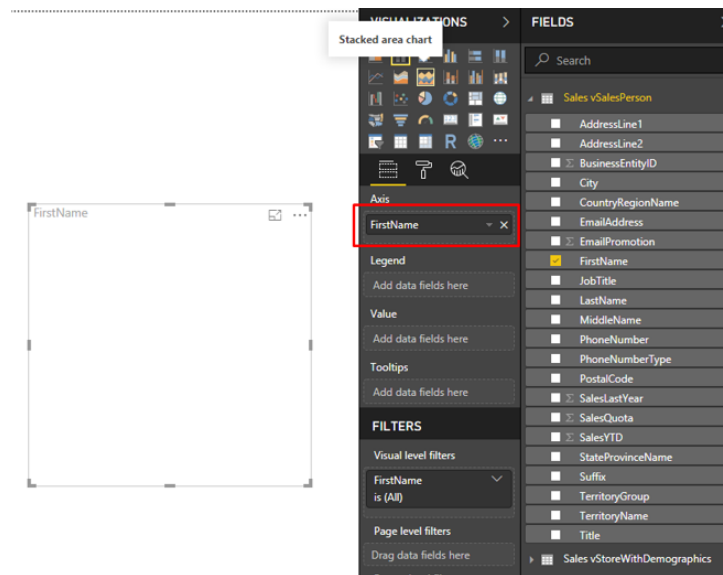 VISUALIZATIONS
FIELDS
Stacked area chart
Search
Sales vSalesPerson
AddressLine1
AddressLine2
BusinessEntityID
City
CountryRegionName
EmailAddress
EmailPromotion
FirstName
JobTitle
LastName
MiddleName
PhoneNumber
PhoneNumberType
PostalCode
SalesLastYear
SalesQuota
SalesYTD
StateProvinceName
Suffix
TerritoryGroup
TerritoryName
Title
Sales vStoreWithDemographics
R
Axis
FirstName
Legend
Add data fields here
Value
Add data fields here
Tooltips
Add data fields here
FILTERS
Visual level filters
FirstName
is (All)
Page level filters
Drag data fields here
FirstName